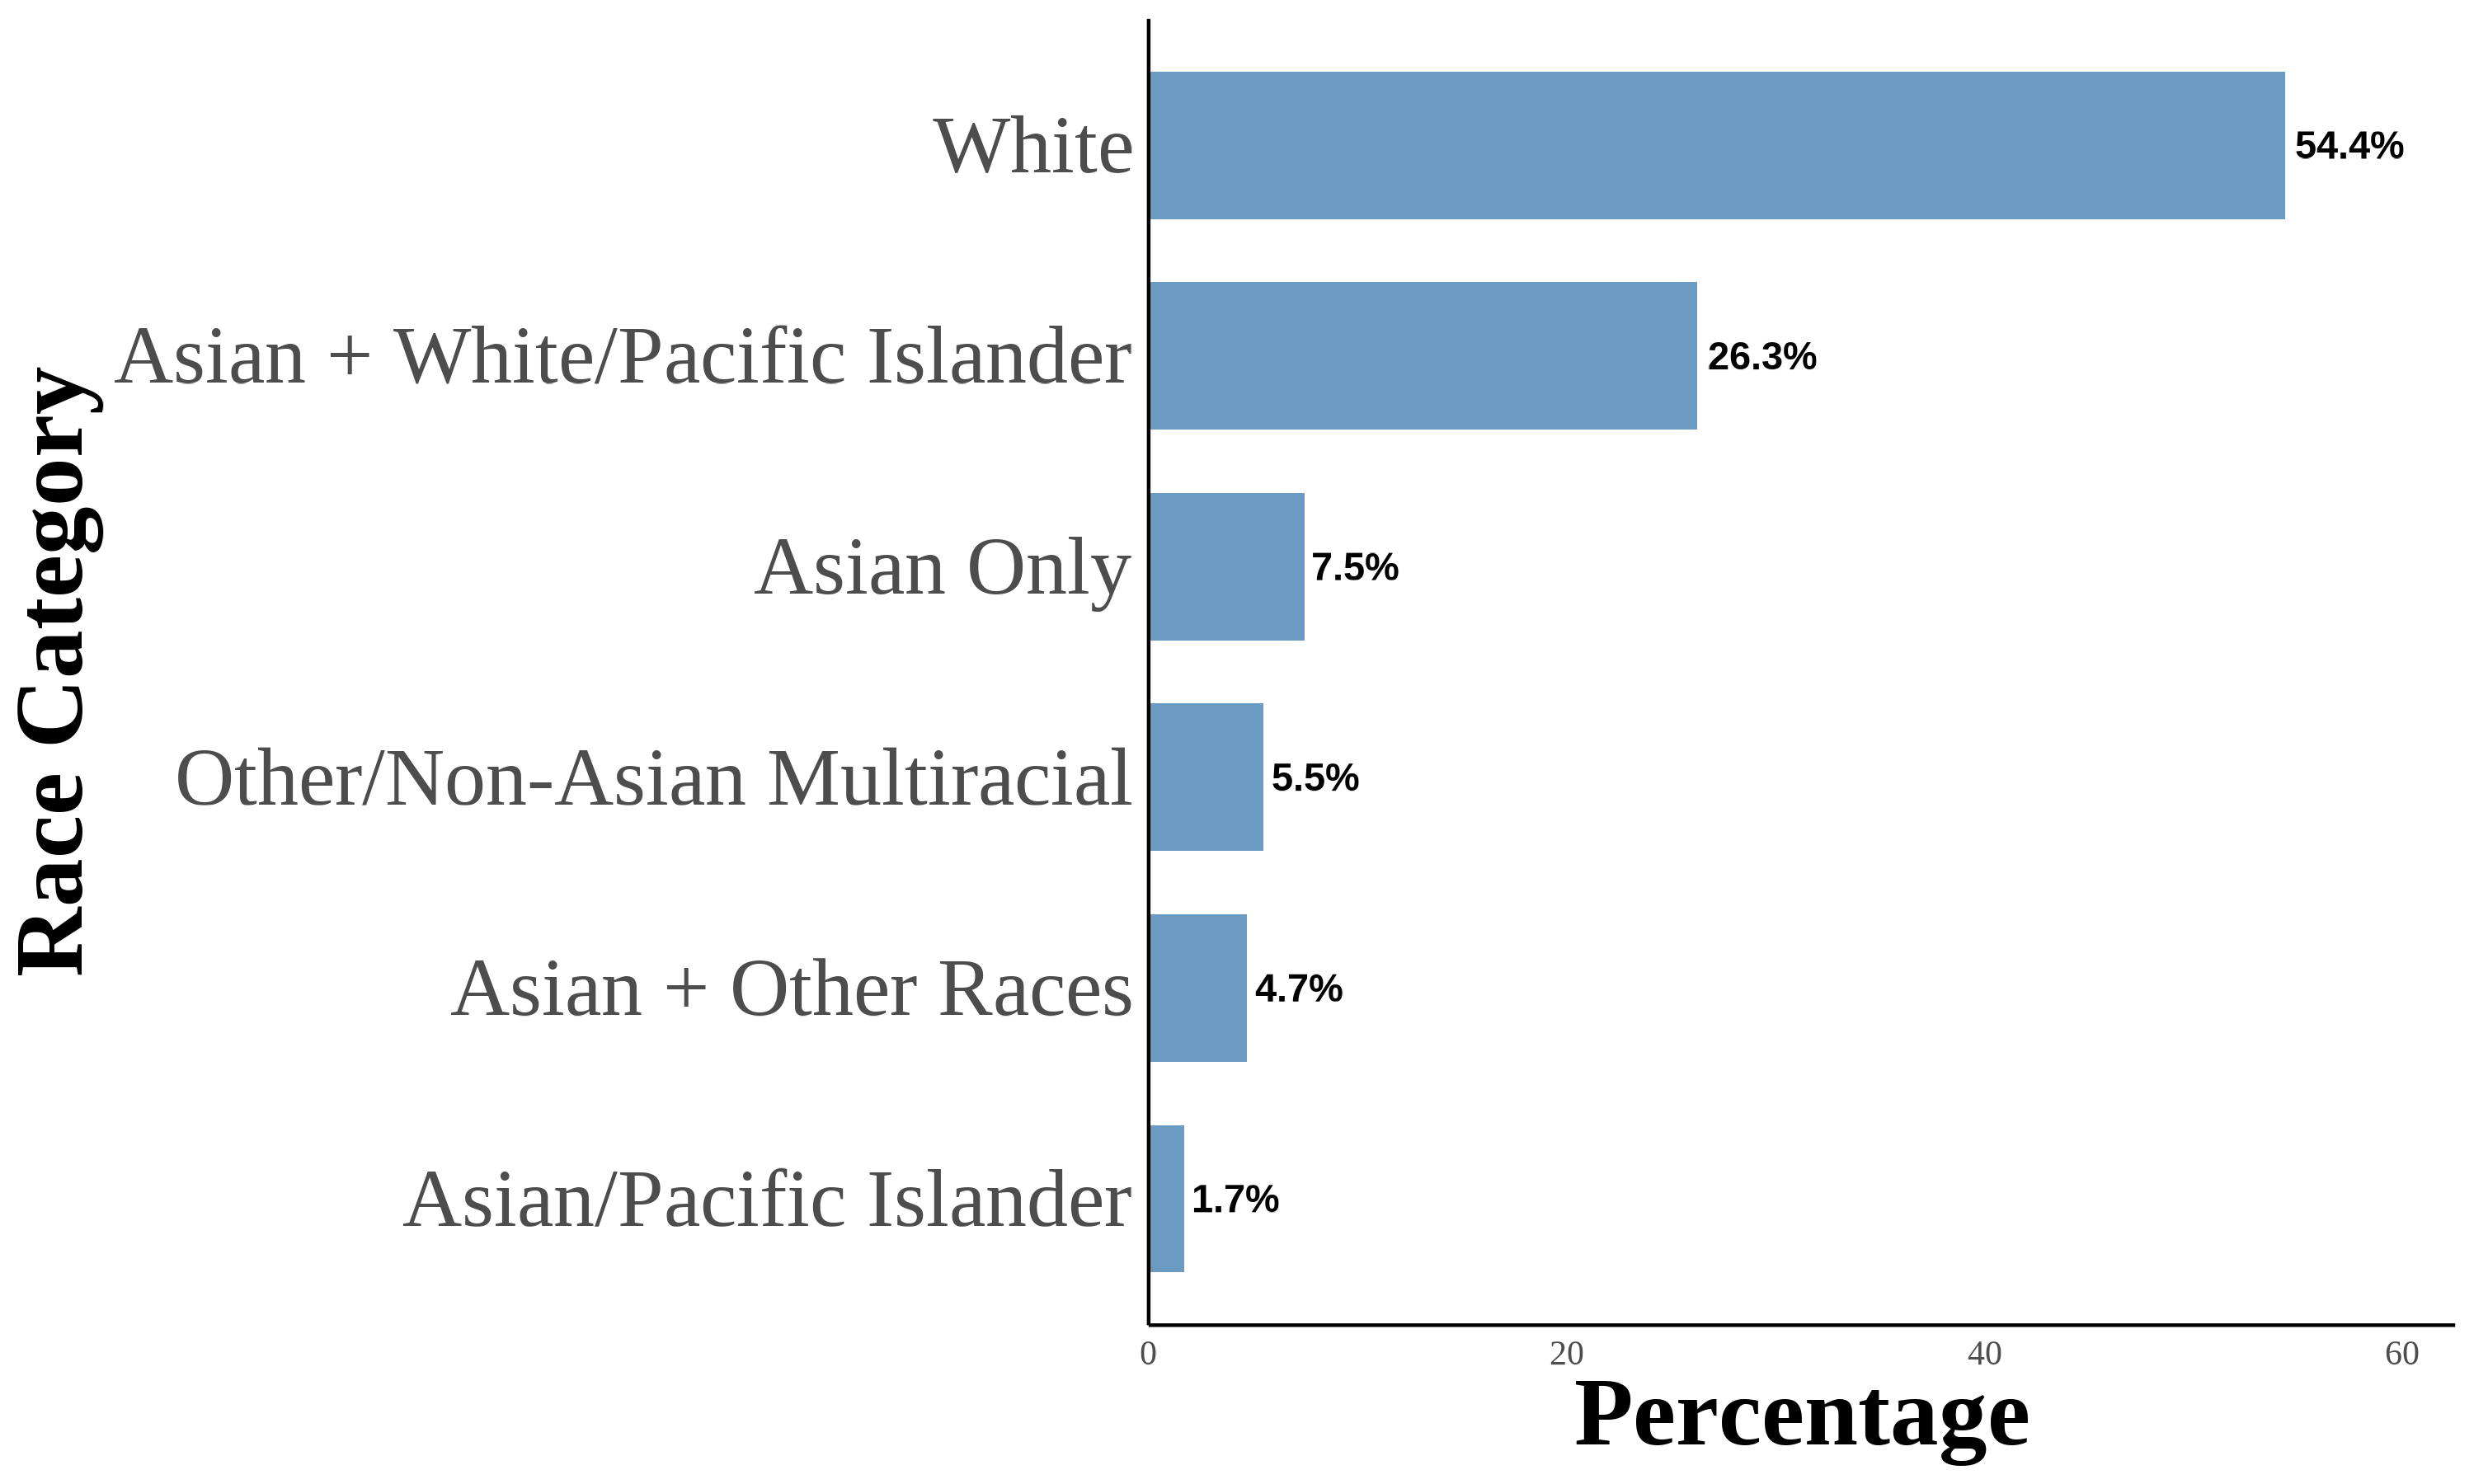 White
54.4%
Asian + White/Pacific Islander
26.3%
Asian Only
7.5%
Other/Non-Asian Multiracial
5.5%
Asian + Other Races
4.7%
Asian/Pacific Islander
1.7%
Race Category
0 20 40 60
Percentage